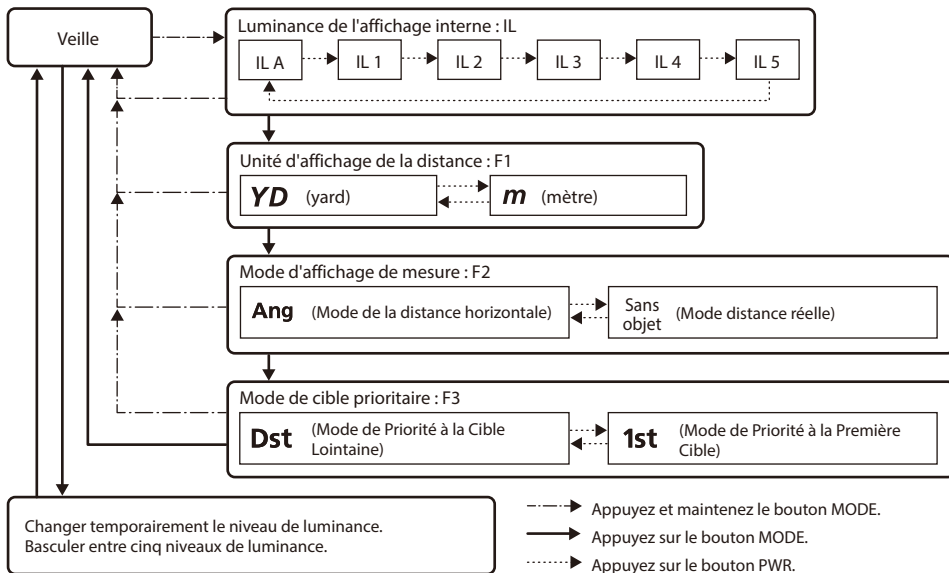 Veille
Luminance de l'affichage interne : IL
IL A
IL 1
IL 2
IL 3
IL 4
IL 5
Unité d'affichage de la distance : F1
YD (yard)
m (mètre)
Mode d'affichage de mesure : F2
Ang (Mode de la distance horizontale)
Sans
objet
(Mode distance réelle)
Mode de cible prioritaire : F3
Dst (Mode de Priorité à la Cible
Lointaine)
1st (Mode de Priorité à la Première
Cible)
Changer temporairement le niveau de luminance.
Basculer entre cinq niveaux de luminance.
Appuyez et maintenez le bouton MODE.
Appuyez sur le bouton MODE.
Appuyez sur le bouton PWR.